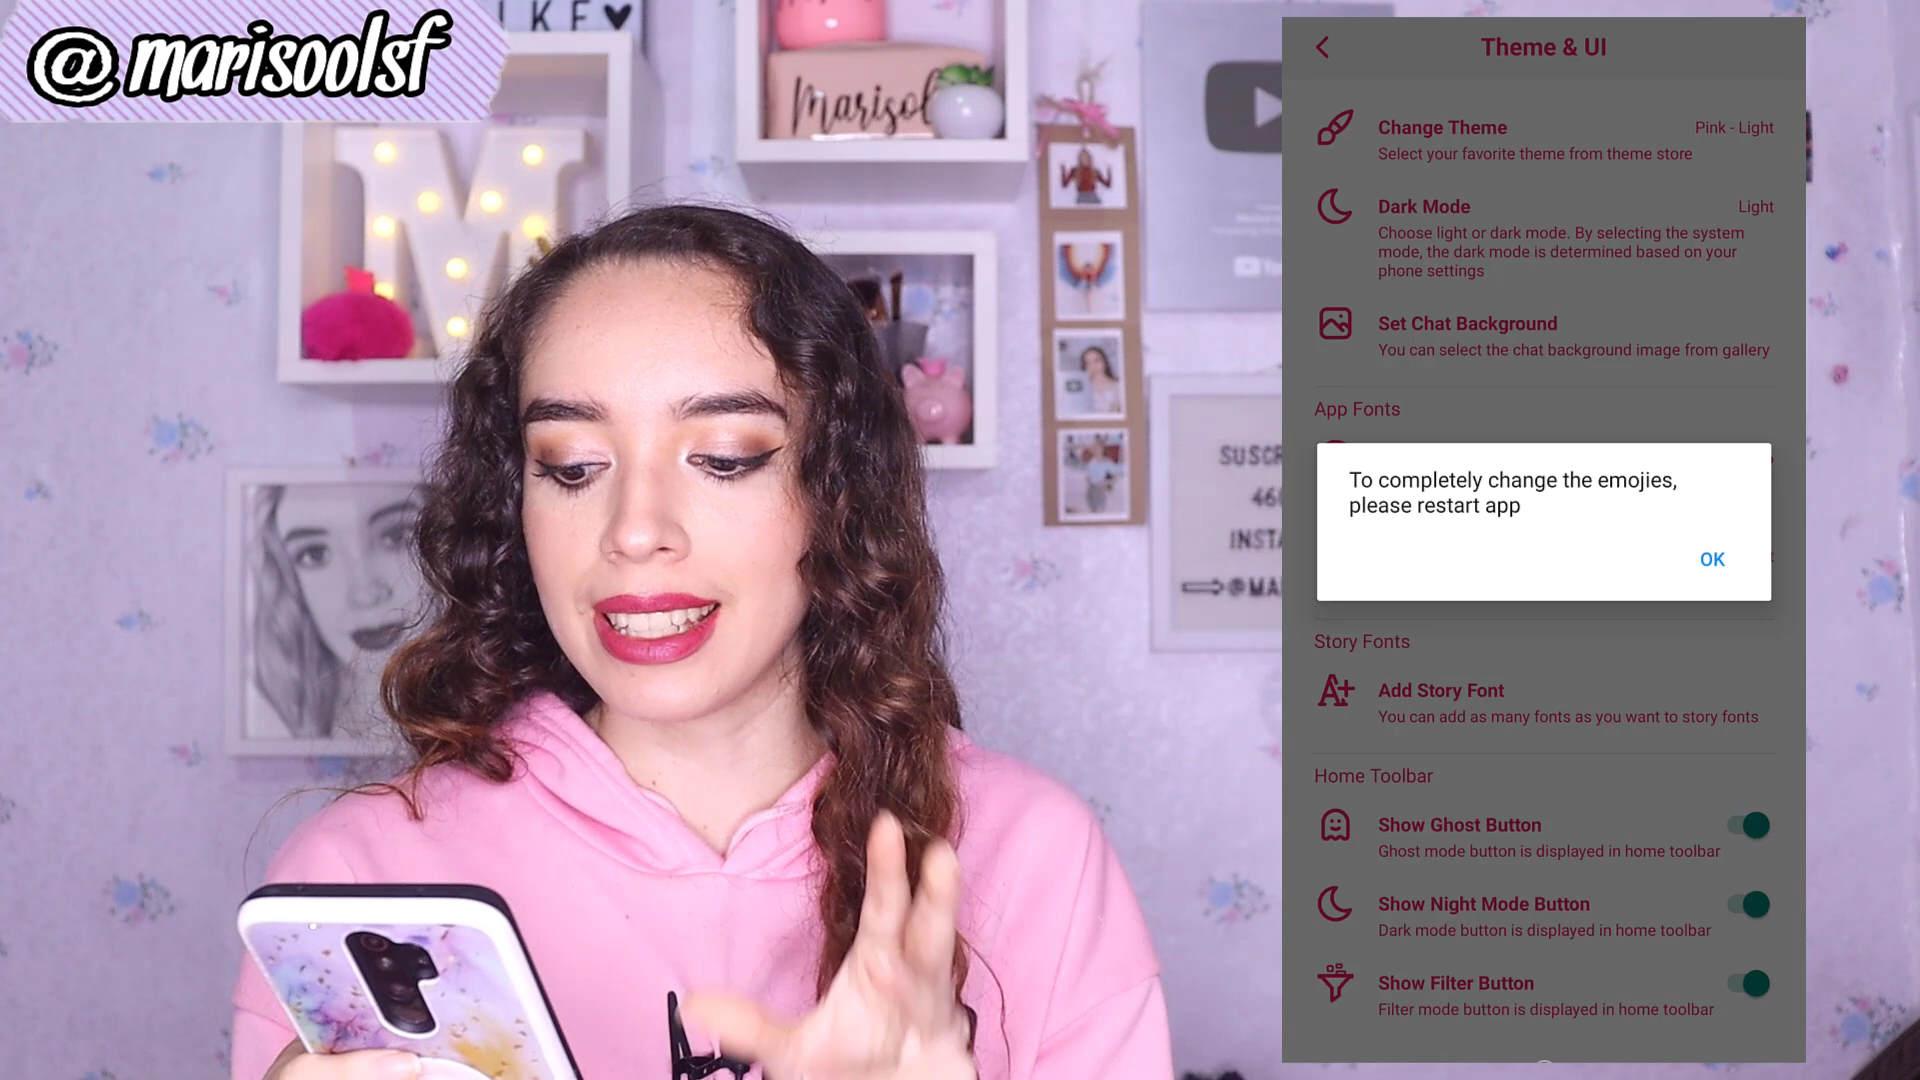 @marisoolsf
Marisol
M
Theme & UI
Change Theme
Pink - Light
Select your favorite theme from theme store
Dark Mode
Light
Choose light or dark mode. By selecting the system
mode, the dark mode is determined based on your
phone settings
Set Chat Background
You can select the chat background image from gallery
App Fonts
To completely change the emojies,
please restart app
OK
Story Fonts
Add Story Font
You can add as many fonts as you want to story fonts
Home Toolbar
Show Ghost Button
Ghost mode button is displayed in home toolbar
Show Night Mode Button
Dark mode button is displayed in home toolbar
Show Filter Button
Filter mode button is displayed in home toolbar